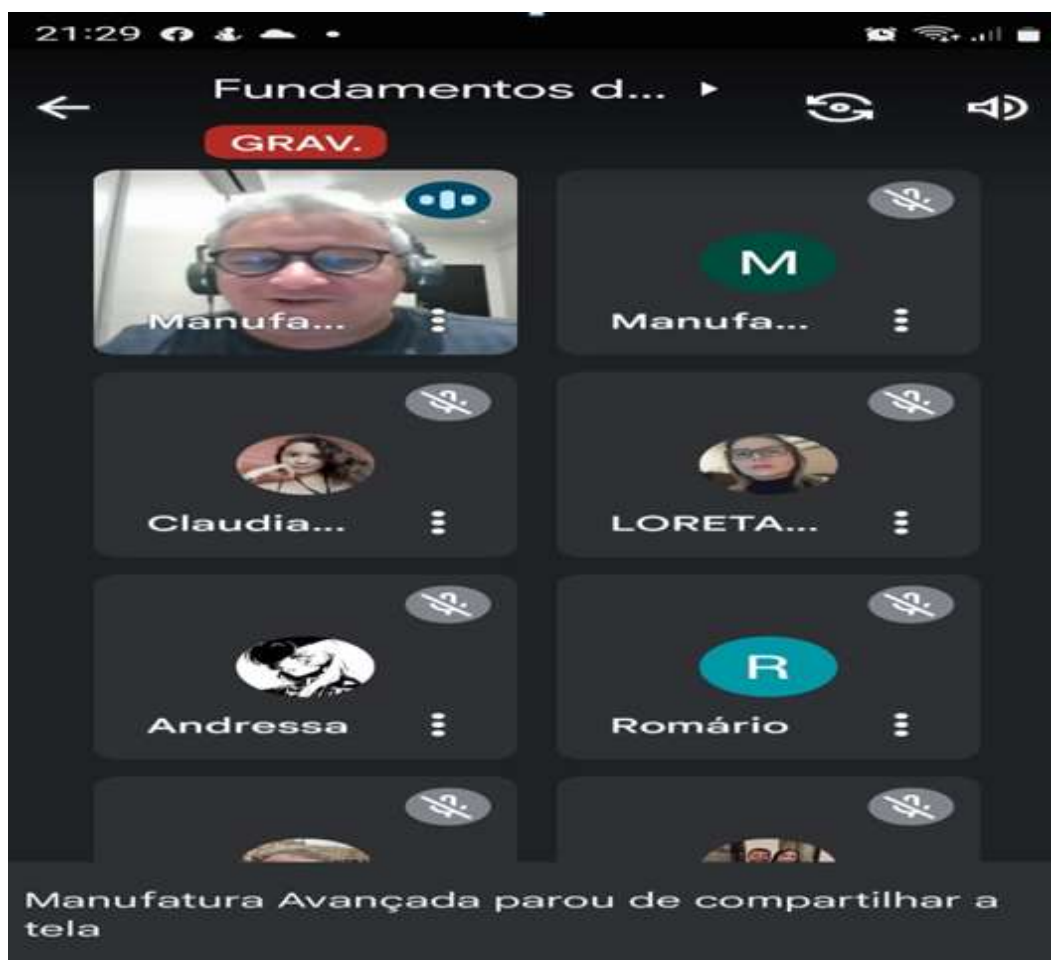 21:29
Fundamentos d...
GRAV.
Manufa...
M
Manufa...
Claudia...
LORETA...
Andressa
R
Romário
Manufatura Avançada parou de compartilhar a
tela